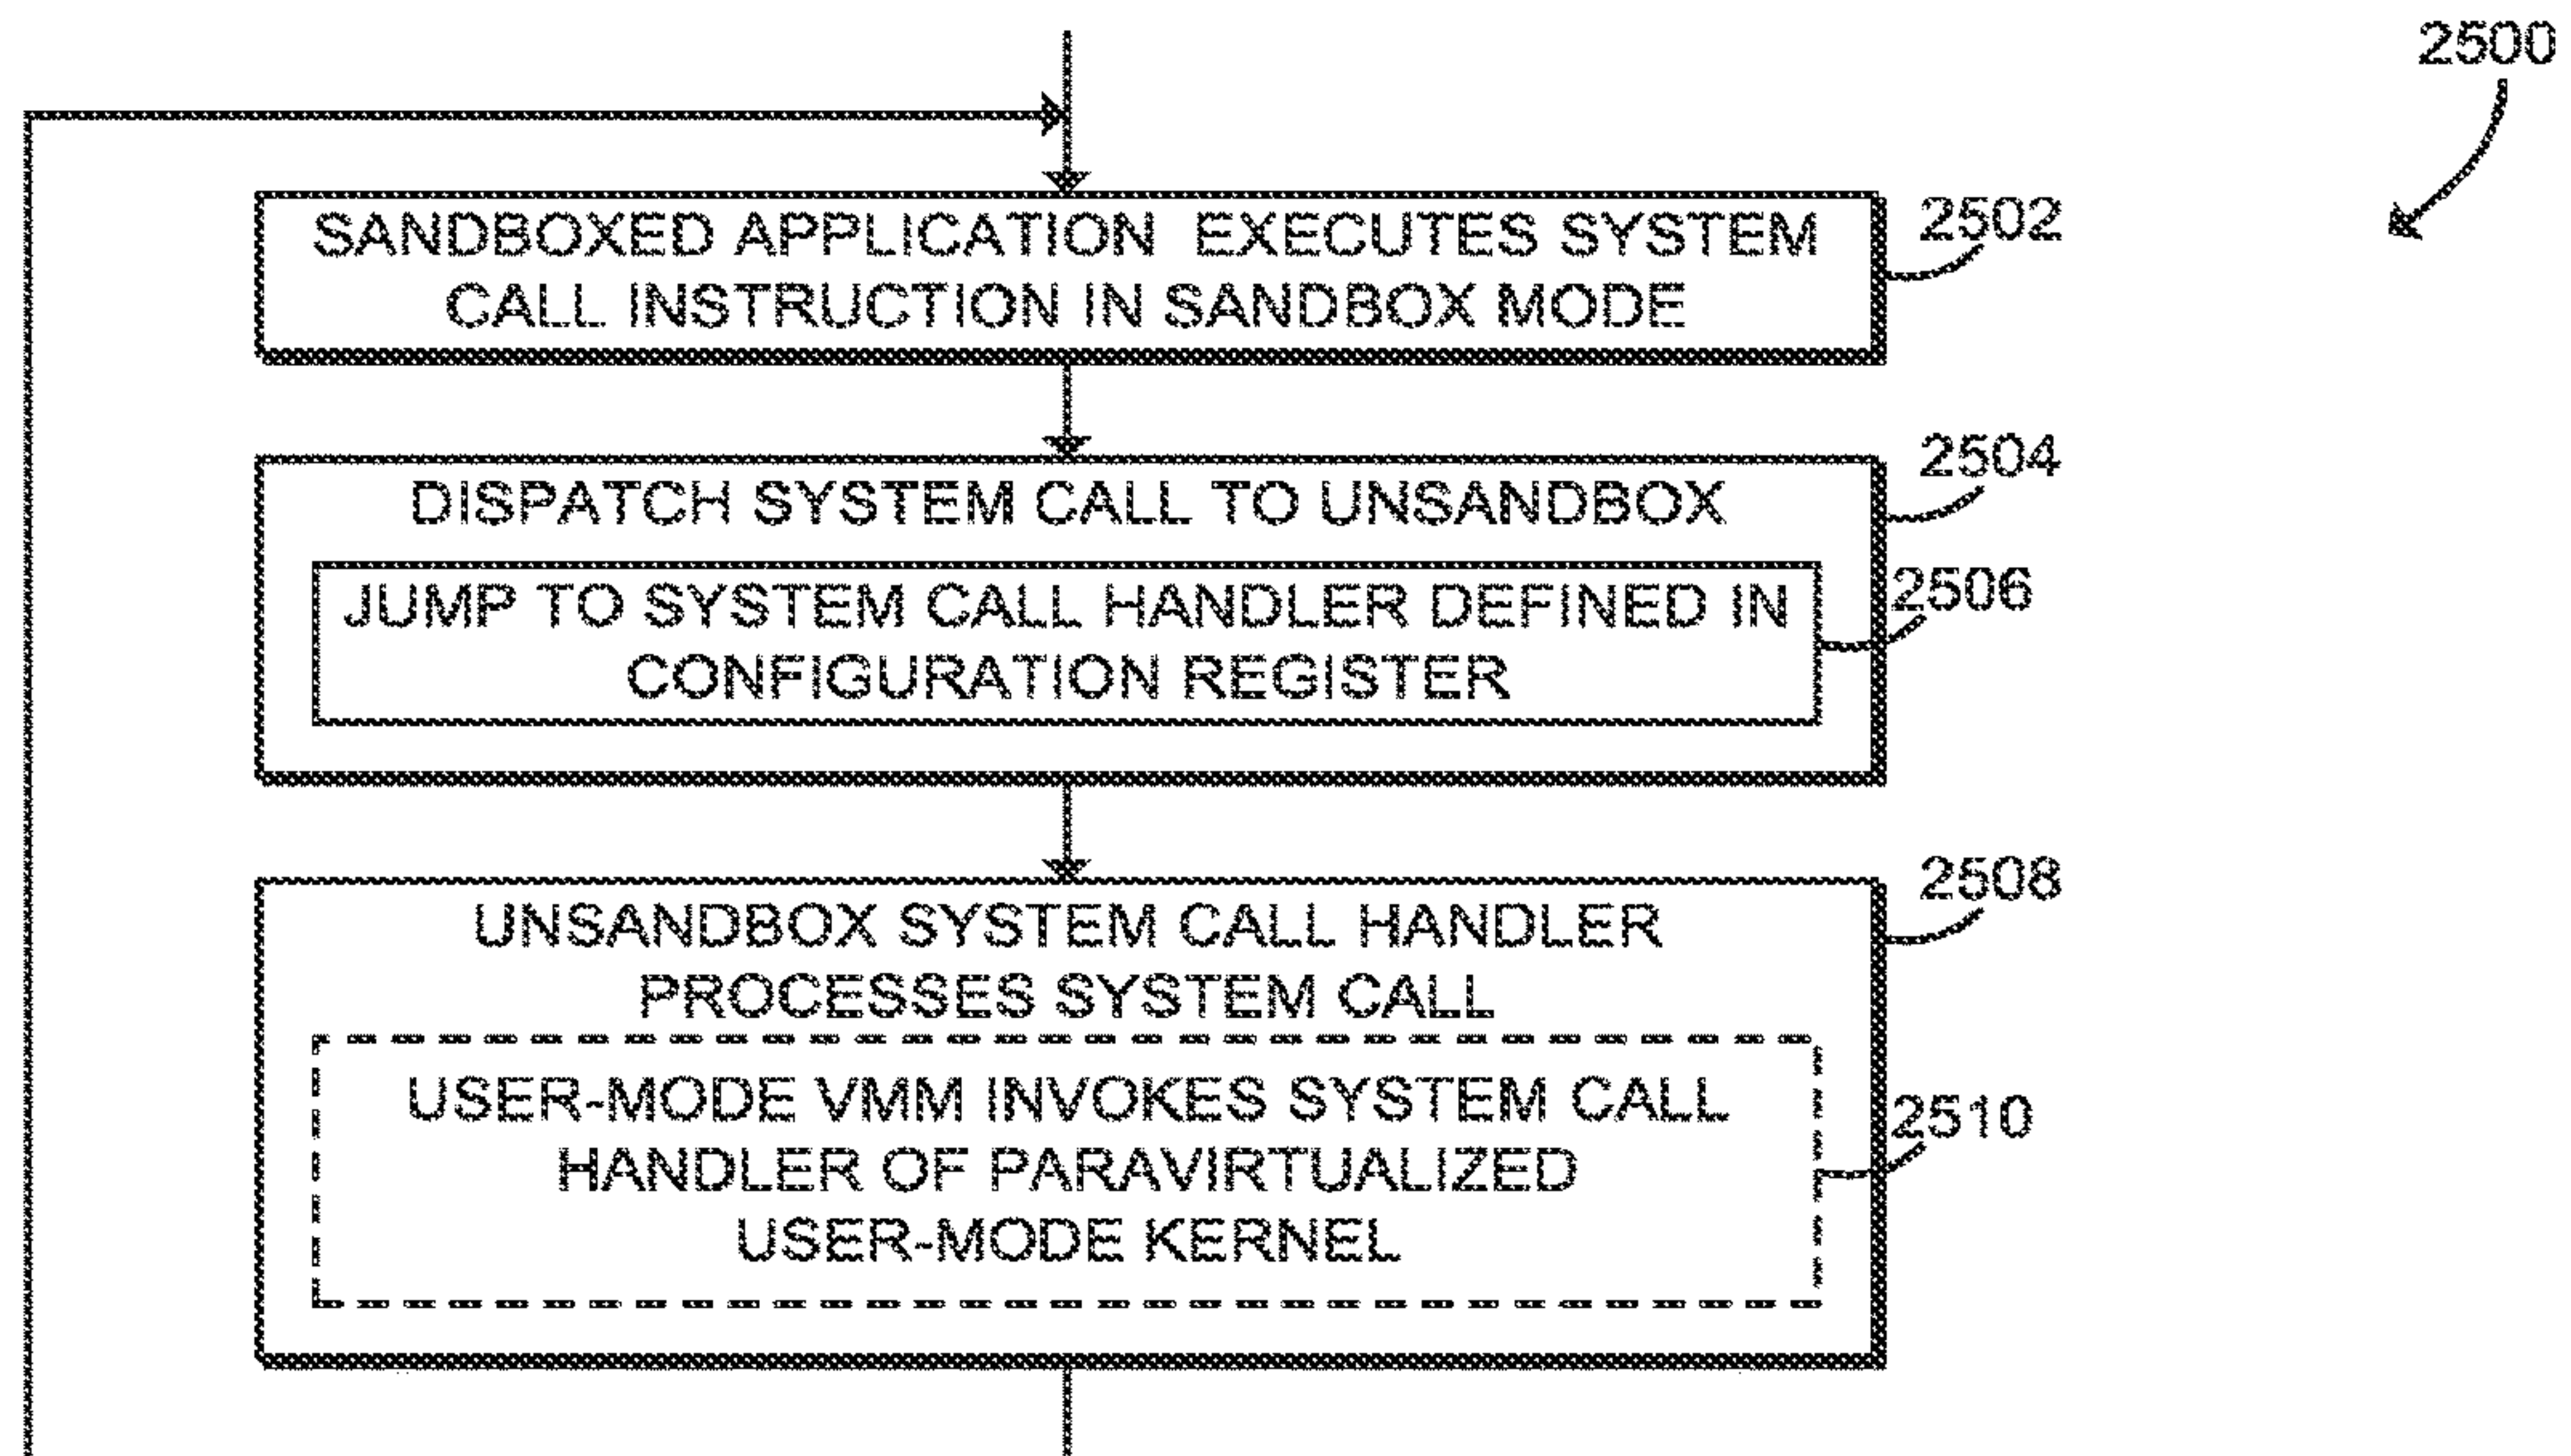 2500
SANDBOXED APPLICATION EXECUTES SYSTEM
CALL INSTRUCTION IN SANDBOX MODE
2502
DISPATCH SYSTEM CALL TO UNSANDBOX
2504
JUMP TO SYSTEM CALL HANDLER DEFINED IN
CONFIGURATION REGISTER
2506
UNSANDBOX SYSTEM CALL HANDLER
PROCESSES SYSTEM CALL
2508
USER-MODE VMM INVOKES SYSTEM CALL
HANDLER OF PARAVIRTUALIZED
USER-MODE KERNEL
2510